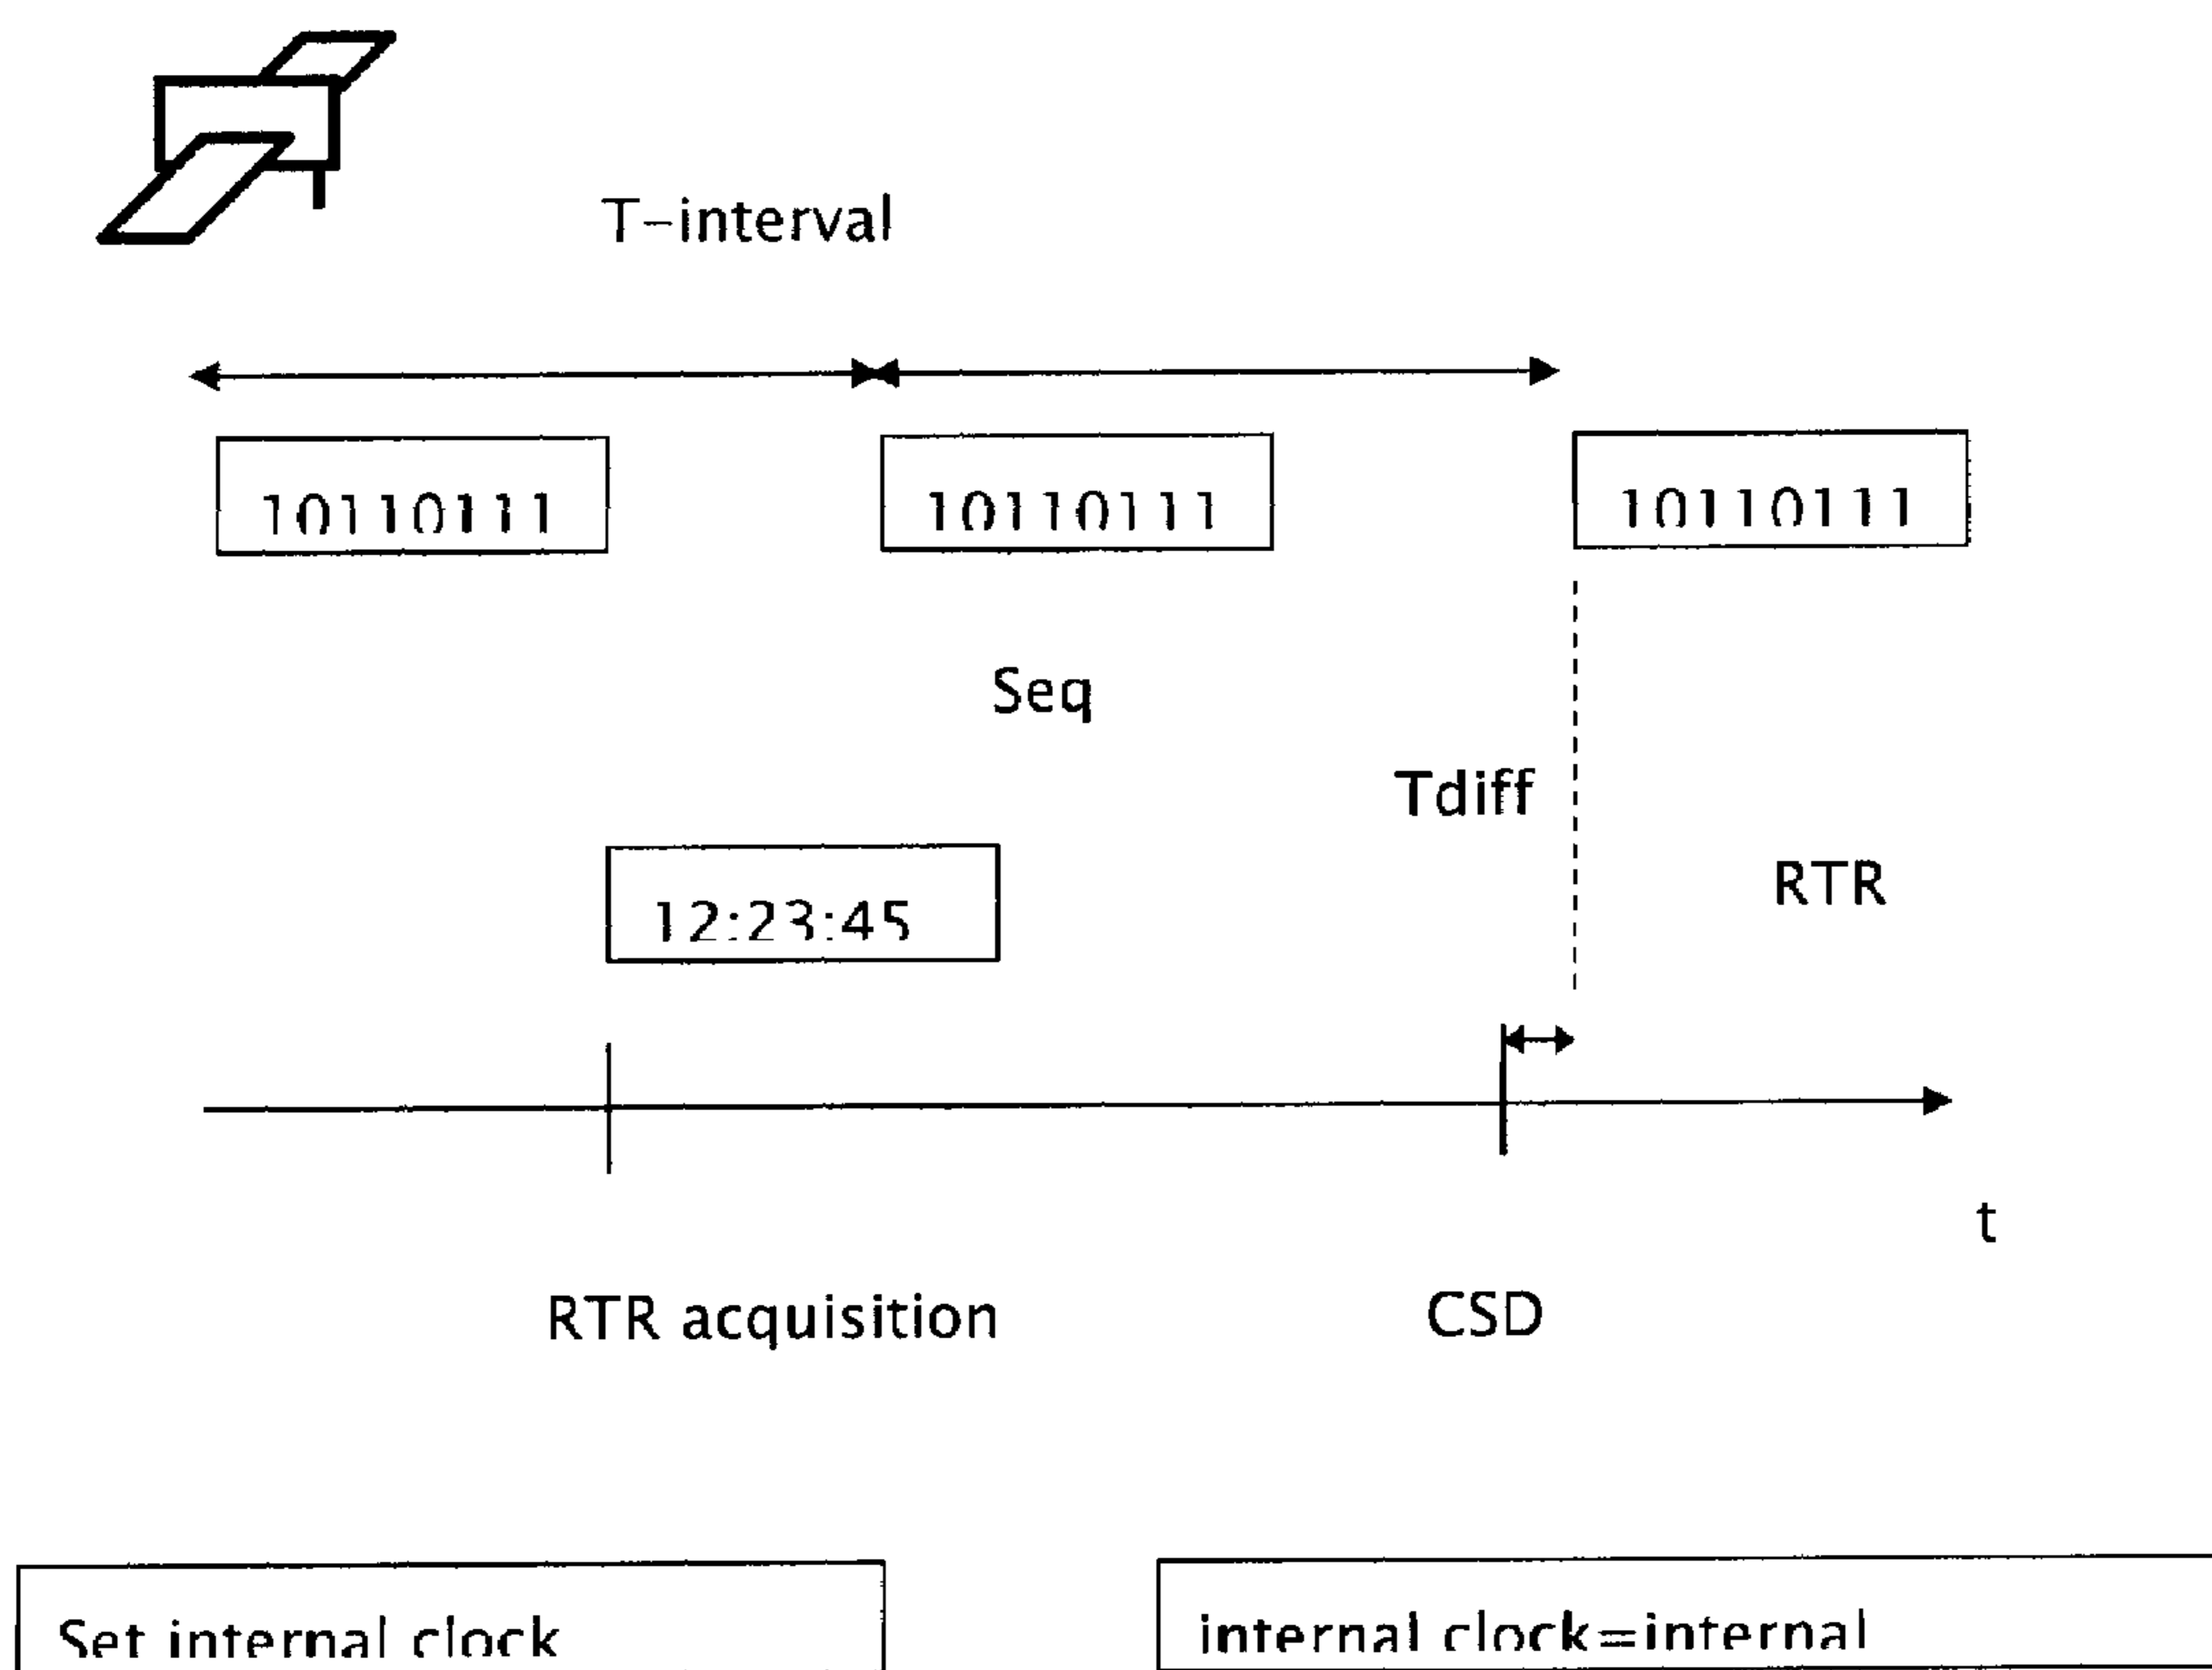 T-interval
10110111
10110111
10110111
Seq
Tdiff
RTR
12:23:45
t
RTR acquisition
CSD
Set internal clock
internal clock=internal